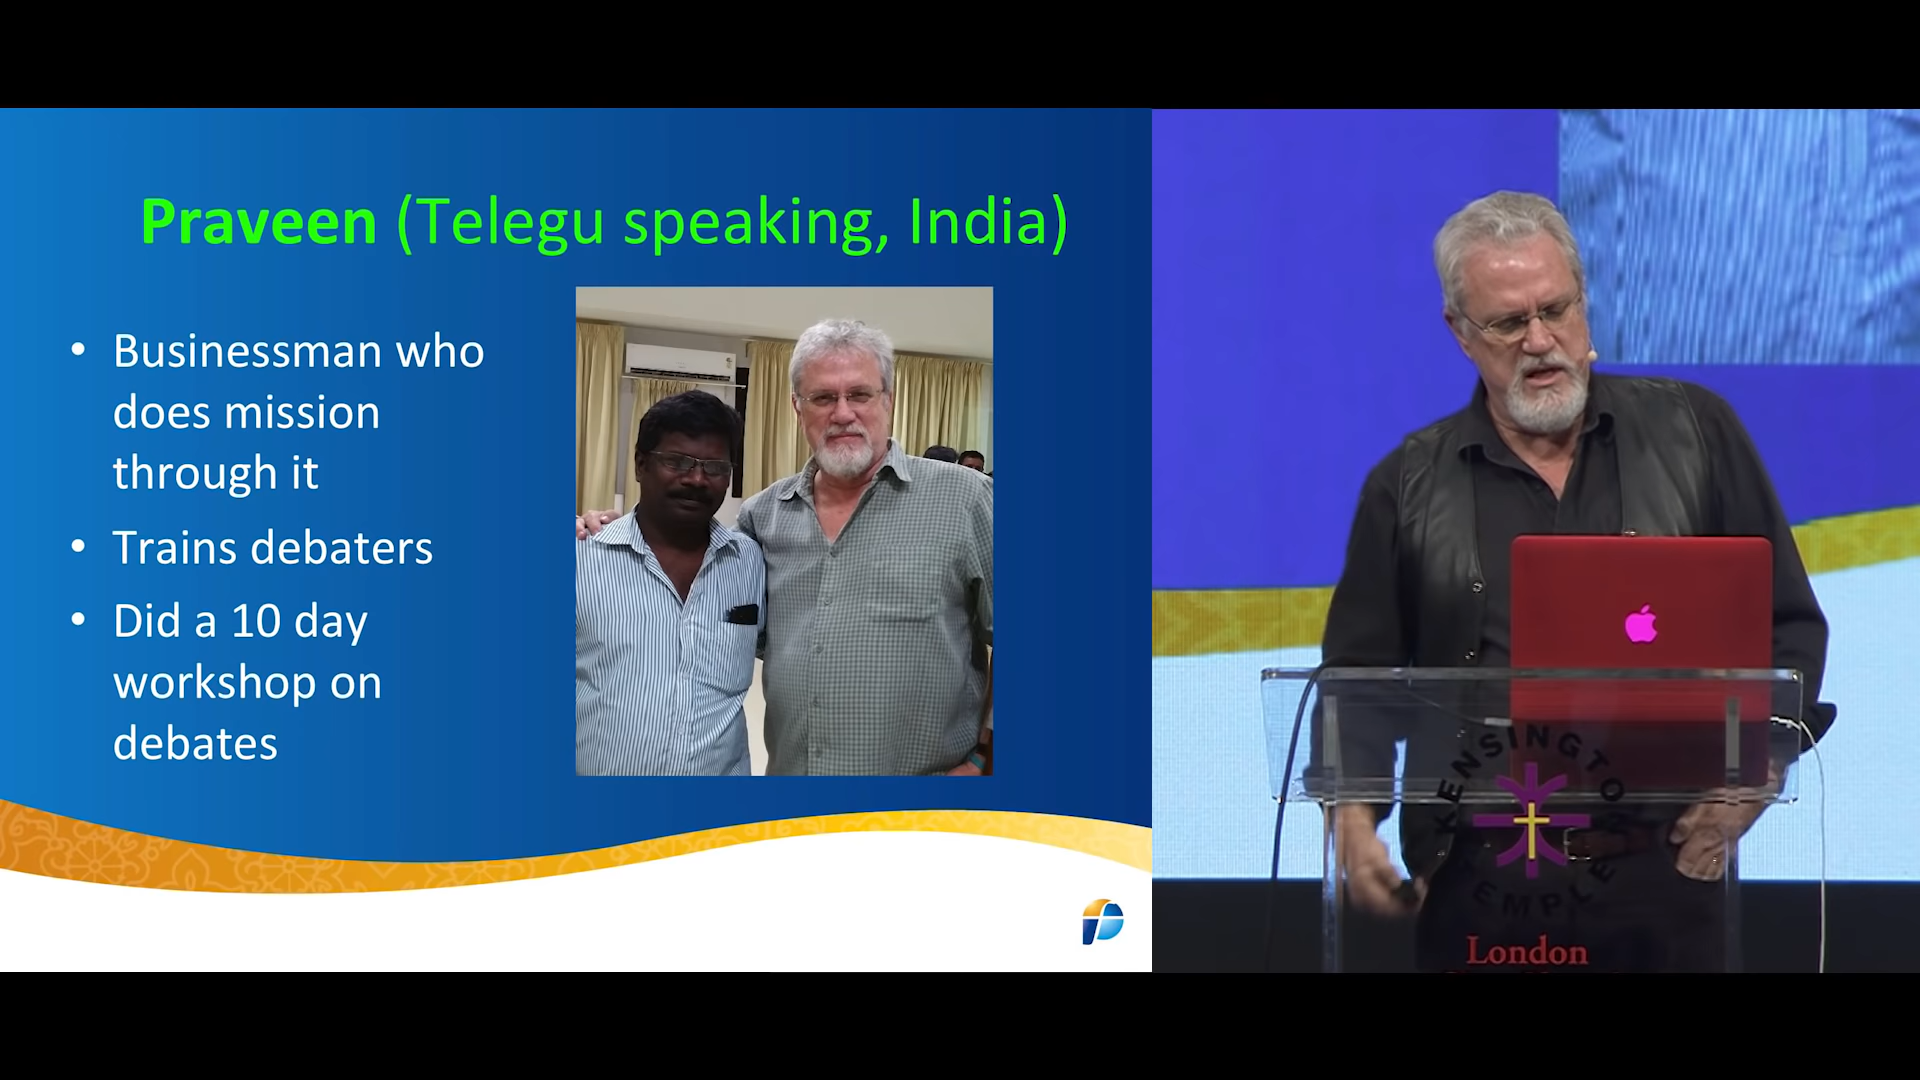 Praveen (Telegu speaking, India)
• Businessman who
does mission
through it
• Trains debaters
• Did a 10 day
workshop on
debates
KENSINGTO
TEMPLE
London